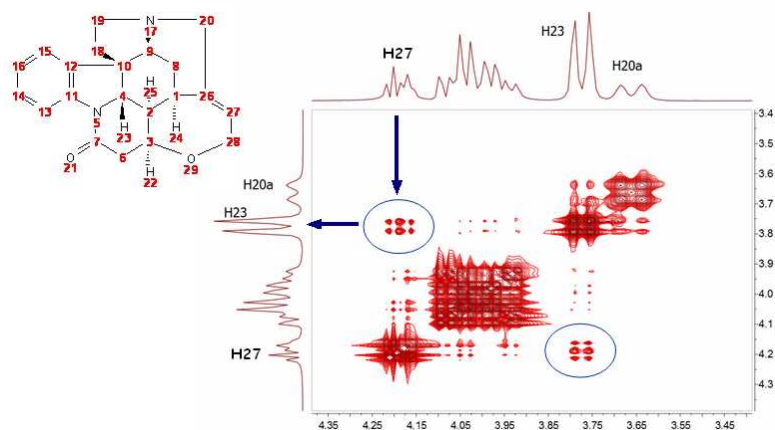 19 N 20
17
18 9 8
15
16 12 10 H
25 1 26
14 11 4 2 27
13 N
5 H H 28
7 23 3 24
6 O
O 29
21 H
22
H27
H23
H20a
H20a
H23
H27
3.4
3.5
3.6
3.7
3.8
3.9
4.0
4.1
4.2
4.3
4.35 4.25 4.15 4.05 3.95 3.85 3.75 3.65 3.55 3.45